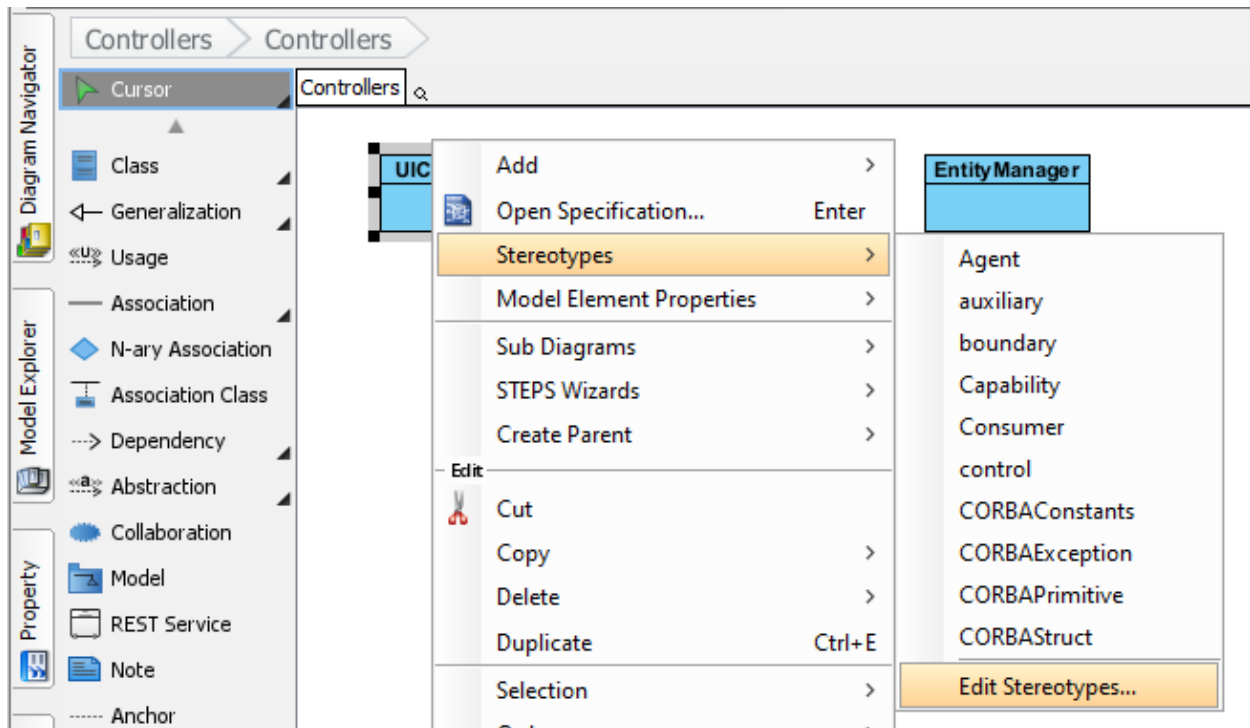 Controllers
Controllers
Diagram Navigator
Model Explorer
Property
Cursor
Class
Generalization
«U» Usage
Association
N-ary Association
Association Class
Dependency
«a» Abstraction
Collaboration
Model
REST Service
Note
Anchor
Controllers
UIC
EntityManager
Add
Open Specification... Enter
Stereotypes
Model Element Properties
Sub Diagrams
STEPS Wizards
Create Parent
Edit
Cut
Copy
Delete
Duplicate Ctrl+E
Selection
Agent
auxiliary
boundary
Capability
Consumer
control
CORBAConstants
CORBAException
CORBAPrimitive
CORBAStruct
Edit Stereotypes...